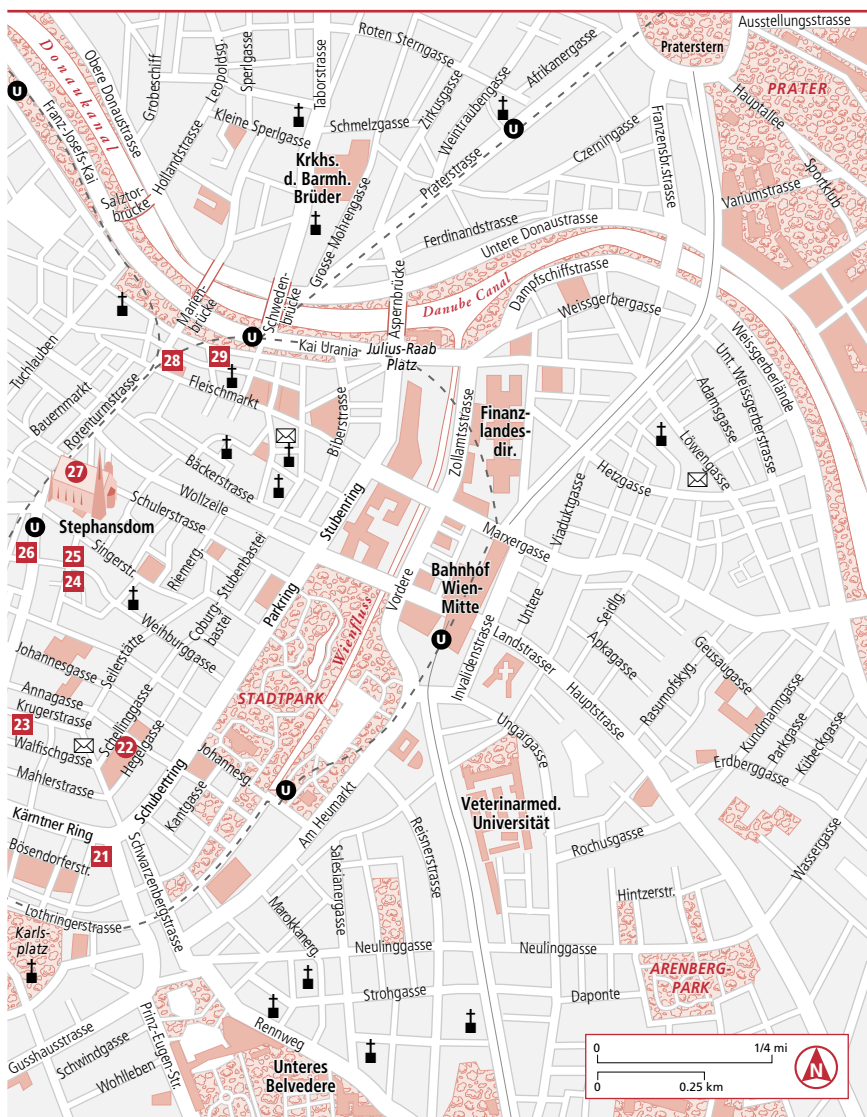 Ausstellungsstrasse
Praterstern
PRATER
Hauptallee
Sportklub
Variumstrasse
Roten Sterngasse
Afrikanergasse
Zirkusgasse
Weintraubengasse
Schmelzgasse
Praterstrasse
Czerningasse
Franzensbr.strasse
Donaukanal
Obere Donaustrasse
Grobeschiff
Leopoldsg.
Sperlgasse
Taborstrasse
Kleine Sperlgasse
Hollandstrasse
Franz-Josefs-Kai
Salztor-
brücke
Krkhs.
d. Barmh.
Brüder
Grosse Mohrengasse
Ferdinandstrasse
Untere Donaustrasse
Danube Canal
Dampfschiffstrasse
Weissgerbergasse
Marien-
brücke
Schweden-
brücke
Aspernbrücke
U
U
U
Kai Urania
Julius-Raab
Platz
28
29
Tuchlauben
Bauernmarkt
Rotenturmstrasse
Fleischmarkt
Biberstrasse
Zollamtsstrasse
Finanz-
landes-
dir.
Weissgerberlände
Unt. Weissgerberstrasse
Adamsgasse
Löwengasse
Hetzgasse
Viaduktgasse
27
Bäckerstrasse
Wollzeile
Schulerstrasse
Stubenring
Marxergasse
Stephansdom
U
26
25
24
Singerstr.
Riemerg.
Stubenbastei
Coburg-
bastei
Parkring
Weihburggasse
Seilerstätte
Vordere
Wienfluss
Bahnhof
Wien-
Mitte
U
Untere
Invalidenstrasse
Landstrasser
Hauptstrasse
Seidlg.
Apkagasse
Rasumofskyg.
Geusaugasse
Kundmanngasse
Parkgasse
Kübeckgasse
Erdberggasse
Wassergasse
Johannesgasse
Annagasse
Krugerstrasse
23
Walfischgasse
Mahlerstrasse
Schellinggasse
Hegelgasse
22
STADTPARK
Johannesg.
Kantgasse
Schubertring
U
Am Heumarkt
Ungargasse
Veterinarmed.
Universität
Rochusgasse
Kärntner Ring
Bösendorferstr.
21
Schwarzenbergstrasse
Lothringerstrasse
Karls-
platz
Reisnerstrasse
Salesianergasse
Marokkanerg.
Neulinggasse
Neulinggasse
Hintzerstr.
ARENBERG-
PARK
Strohgasse
Daponte
Rennweg
Gusshausstrasse
Schwindgasse
Wohlleben
Prinz-Eugen-Str.
Unteres
Belvedere
0
1/4 mi
0
0.25 km
N